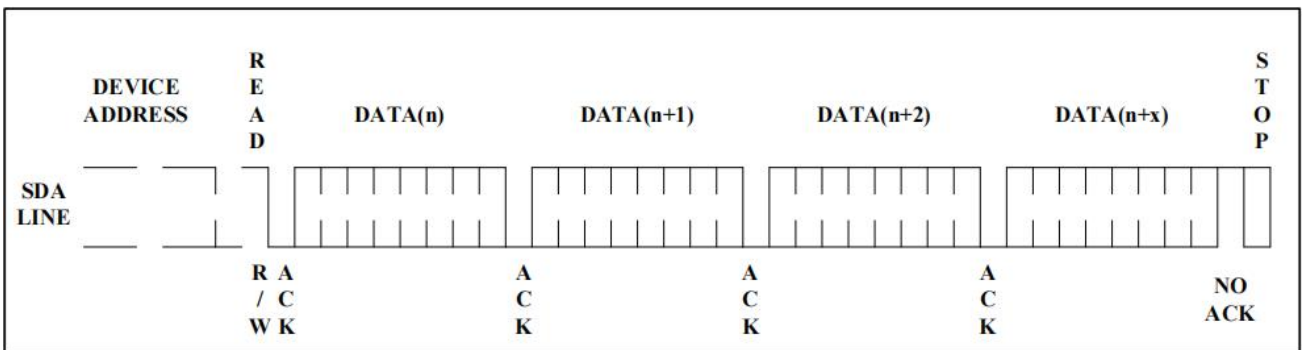 DEVICE
ADDRESS
READ
DATA(n)
DATA(n+1)
DATA(n+2)
DATA(n+x)
STOP
SDA
LINE
R/W
ACK
ACK
ACK
ACK
NO
ACK